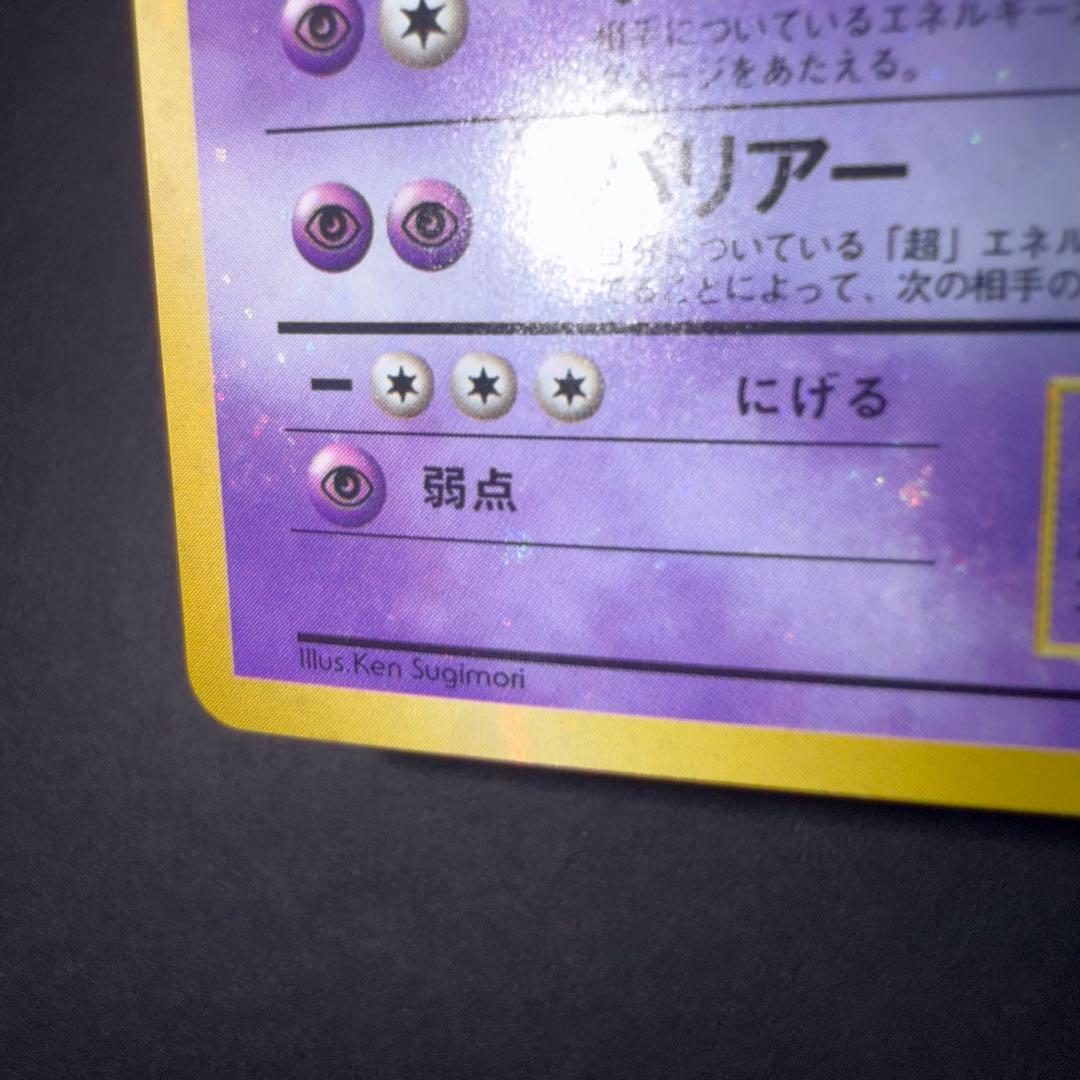 相手についているエネルギー
ダメージをあたえる。
バリアー
自分についている「超」エネル
てることによって、次の相手の
にげる
弱点
Illus.Ken Sugimori